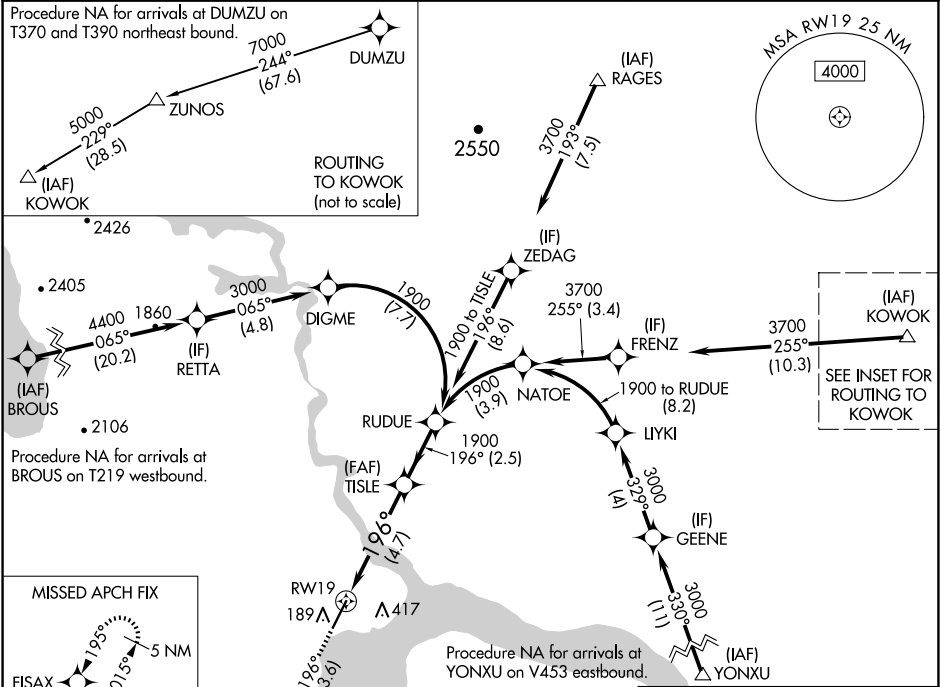 Procedure NA for arrivals at DUMZU on
T370 and T390 northeast bound.
7000
244°
(67.6)
DUMZU
ZUNOS
5000
229°
(28.5)
(IAF)
KOWOK
ROUTING
TO KOWOK
(not to scale)
2550
(IAF)
RAGES
3700
193°
(7.5)
MSA RW19 25 NM
4000
2426
2405
1860
4400
065°
(20.2)
(IAF)
BROUS
(IF)
RETTA
3000
065°
(4.8)
DIGME
1900
(7.7)
(IF)
ZEDAG
1900 to TISLE
196°
(8.6)
3700
255° (3.4)
(IF)
FRENZ
3700
255°
(10.3)
(IAF)
KOWOK
SEE INSET FOR
ROUTING TO
KOWOK
NATOE
1900
(3.9)
1900 to RUDUE
(8.2)
LIYKI
RUDUE
1900
196° (2.5)
(FAF)
TISLE
2106
Procedure NA for arrivals at
BROUS on T219 westbound.
3000
329°
(4)
(IF)
GEENE
3000
330°
(11)
(IAF)
YONXU
Procedure NA for arrivals at
YONXU on V453 eastbound.
196°
(4.7)
RW19
189
417
196°
MISSED APCH FIX
195°
015°
5 NM